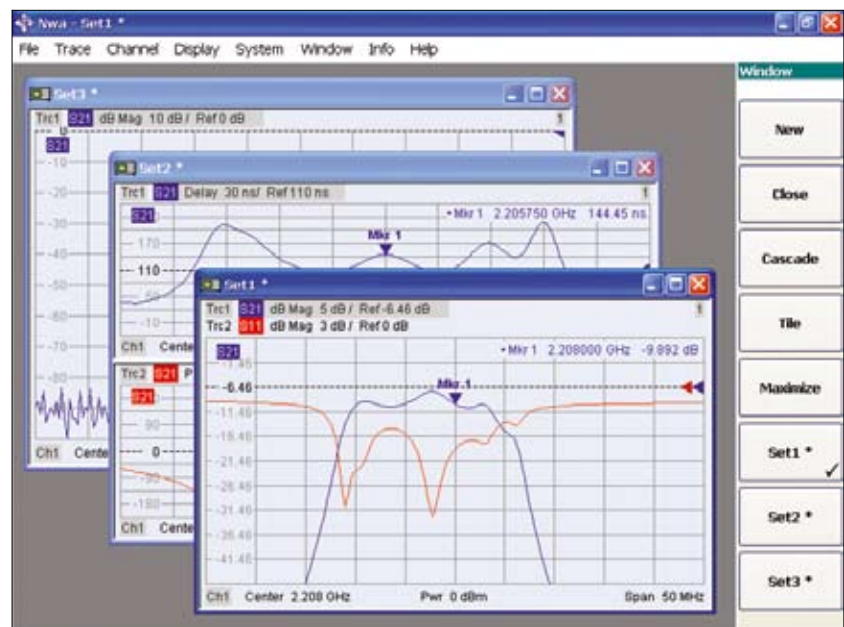 Nwa - Set1 *
File Trace Channel Display System Window Info Help
Window
New
Close
Cascade
Tile
Maximize
Set1 *
Set2 *
Set3 *
Set3 *
Trc1 S21 dB Mag 10 dB / Ref 0 dB 1
0
S21
-10
-20
-30
-40
-50
-60
-70
-80
Ch1 Cente
Set2 *
Trc1 S21 Delay 30 ns/ Ref 110 ns 1
S21
•Mkr 1 2.205750 GHz 144.45 ns
Mkr 1
170
110
-10
Ch1 Cente
Trc2 S21 P
S21
90
0
-90
-180
Ch1 Cente
Set1 *
Trc1 S21 dB Mag 5 dB / Ref -6.46 dB 1
Trc2 S11 dB Mag 3 dB / Ref 0 dB
S21
•Mkr 1 2.208000 GHz -9.892 dB
-1.46
-6.46
Mkr 1
-11.46
-16.46
-21.46
-26.46
-31.46
-36.46
-41.46
Ch1 Center 2.208 GHz Pwr 0 dBm Span 50 MHz